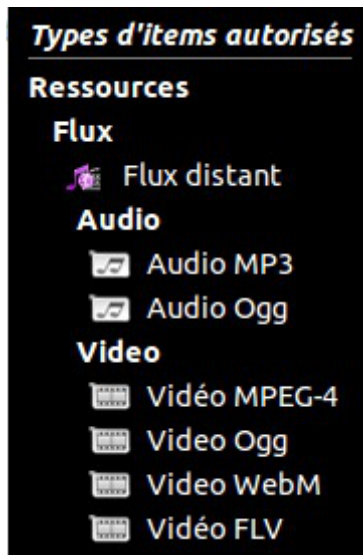 Types d'items autorisés
Ressources
Flux
Flux distant
Audio
Audio MP3
Audio Ogg
Video
Vidéo MPEG-4
Video Ogg
Video WebM
Vidéo FLV